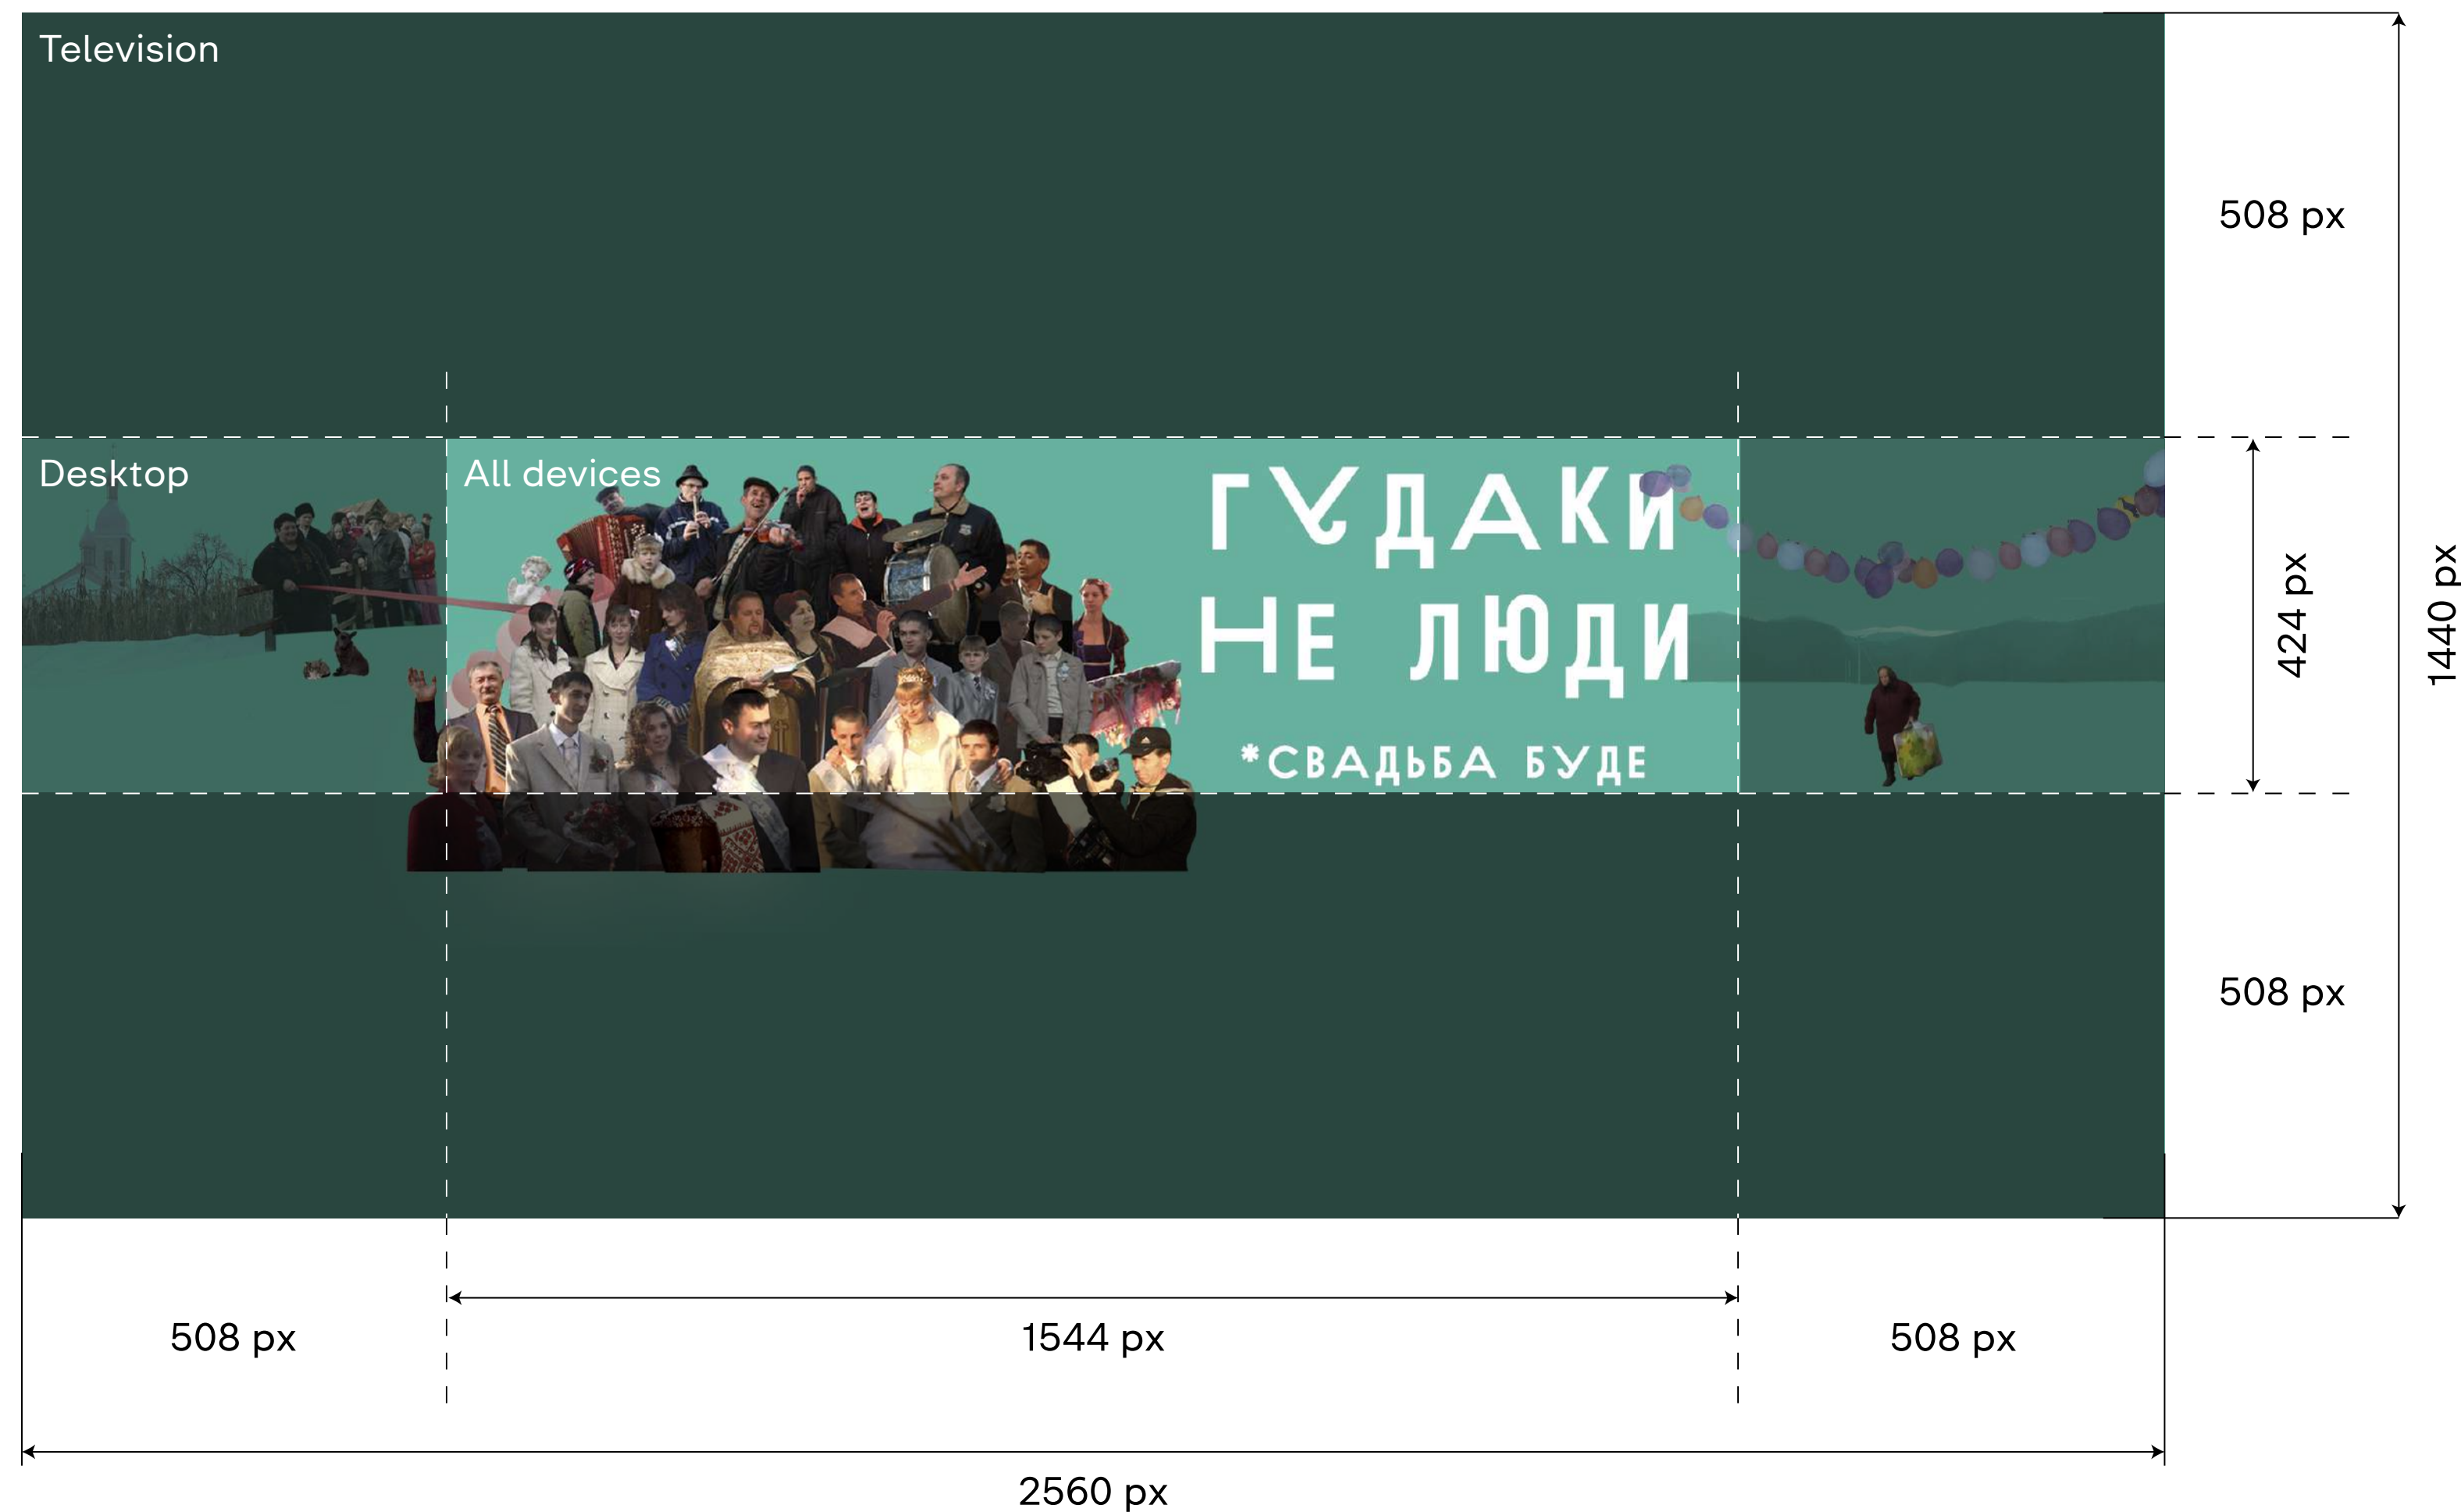 Television
508 px
Desktop
All devices
ГУДАКИ
НЕ ЛЮДИ
*СВАДЬБА БУДЕ
424 px
1440 px
508 px
508 px
1544 px
508 px
2560 px